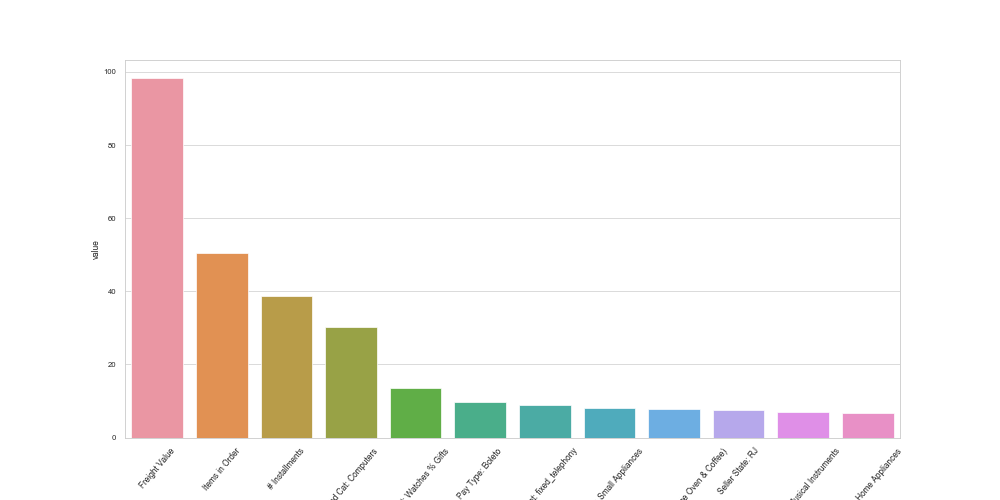 100
80
60
40
20
0
value
Freight Value
Items in Order
# Installments
Cat: Computers
Watches % Gifts
Pay Type: Boleto
fixed_telephony
Small Appliances
Oven & Coffee)
Seller State: RJ
Instruments
Home Appliances